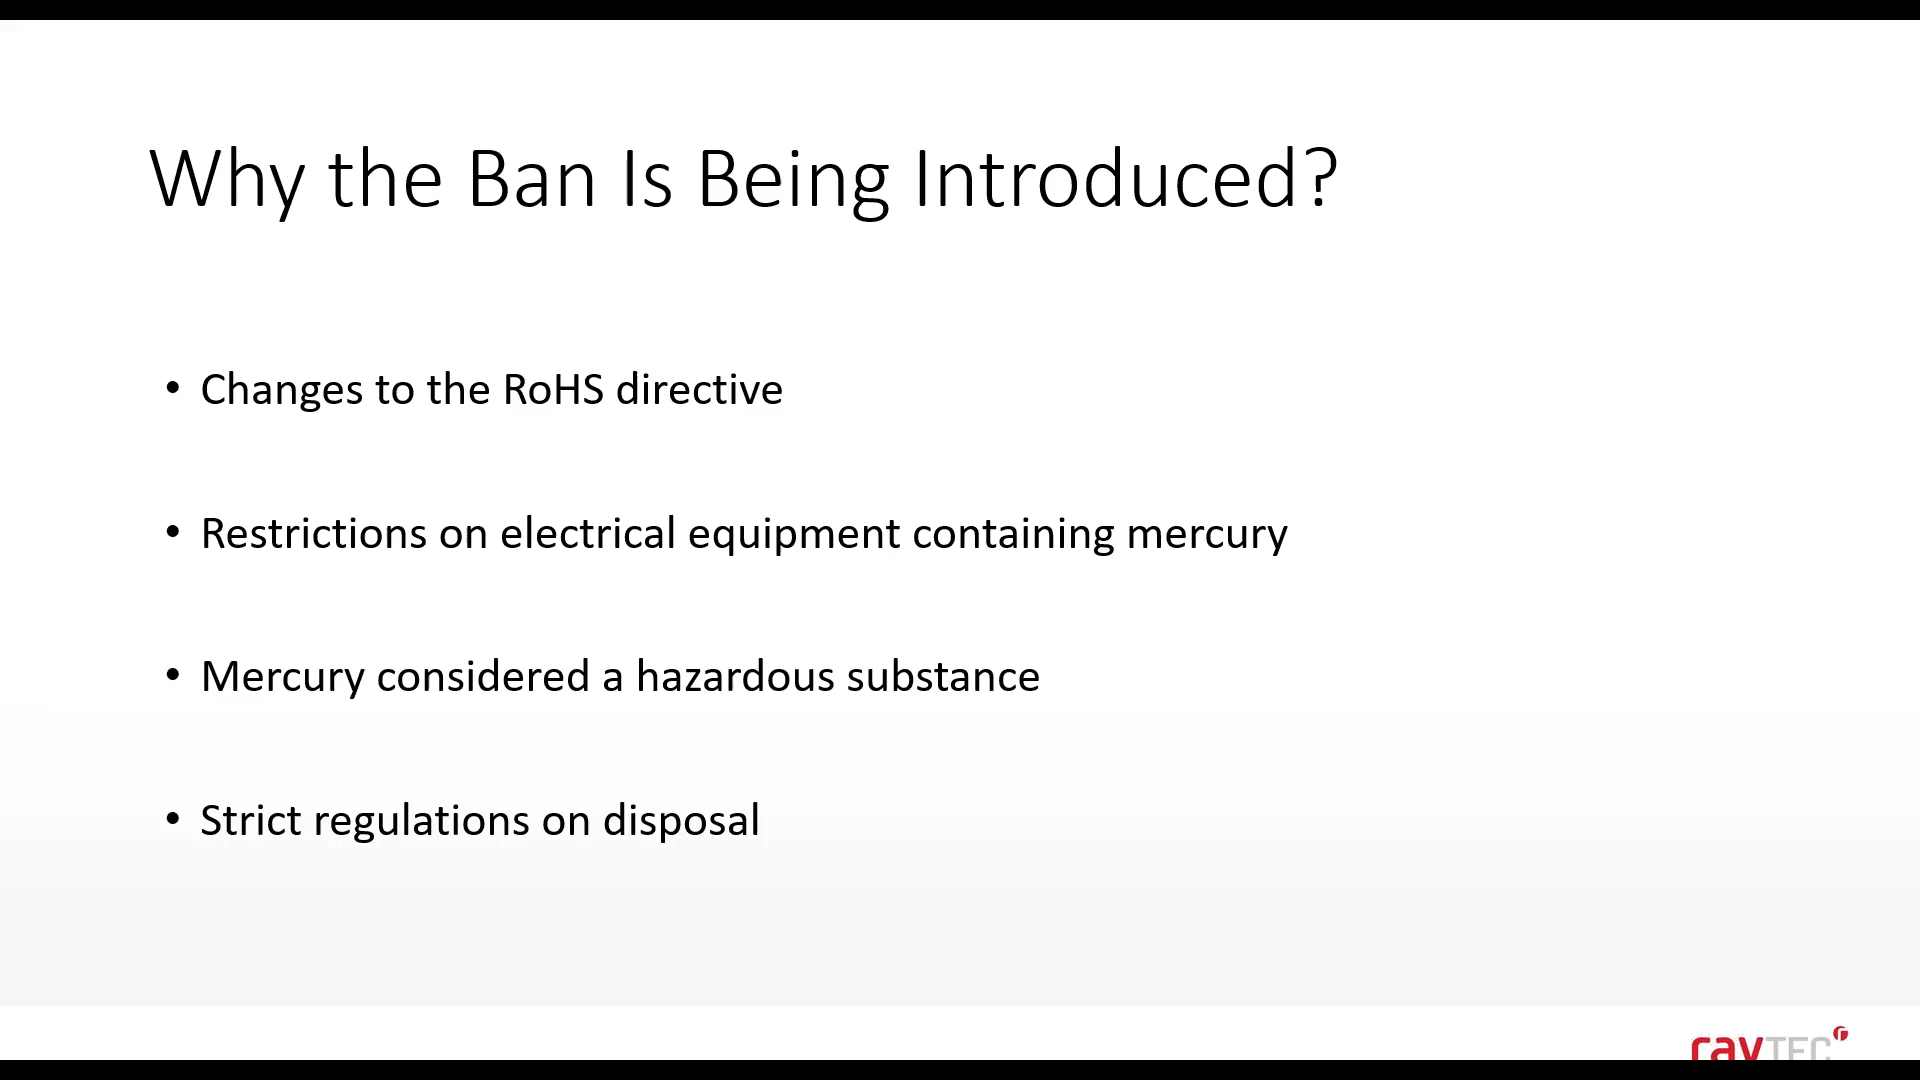 Why the Ban Is Being Introduced?
• Changes to the RoHS directive
• Restrictions on electrical equipment containing mercury
• Mercury considered a hazardous substance
• Strict regulations on disposal